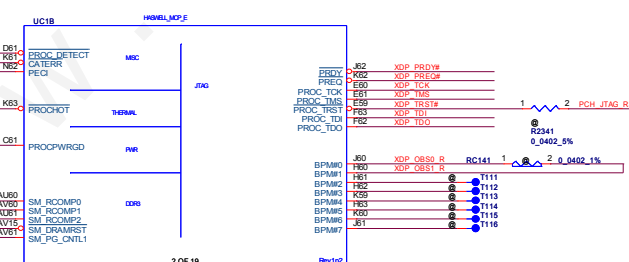 UC1B
HASWELL_MCP_E
D61 PROC_DETECT
K61 CATERR
N62 PECI
MISC
JTAG
PRDY J62 XDP_PRDY#
PREQ K62 XDP_PREQ#
PROC_TCK E60 XDP_TCK
PROC_TMS E61 XDP_TMS
PROC_TRST E59 XDP_TRST# 1 2 PCH_JTAG_R
PROC_TDI F63 XDP_TDI
PROC_TDO F62 XDP_TDO
@
R2341
0_0402_5%
K63 PROCHOT
THERMAL
C61 PROCPWRGD
PWR
BPM#0 J60 XDP_OBS0_R RC141 1 @ 2 0_0402_1%
BPM#1 H60 XDP_OBS1_R
BPM#2 H61 @ T111
BPM#3 H62 @ T112
BPM#4 K59 @ T113
BPM#5 H63 @ T114
BPM#6 K60 @ T115
BPM#7 J61 @ T116
DDR3
AU60 SM_RCOMP0
AV60 SM_RCOMP1
AU61 SM_RCOMP2
AV15 SM_DRAMRST
AV61 SM_PG_CNTL1
2 OF 19
Rev1p2